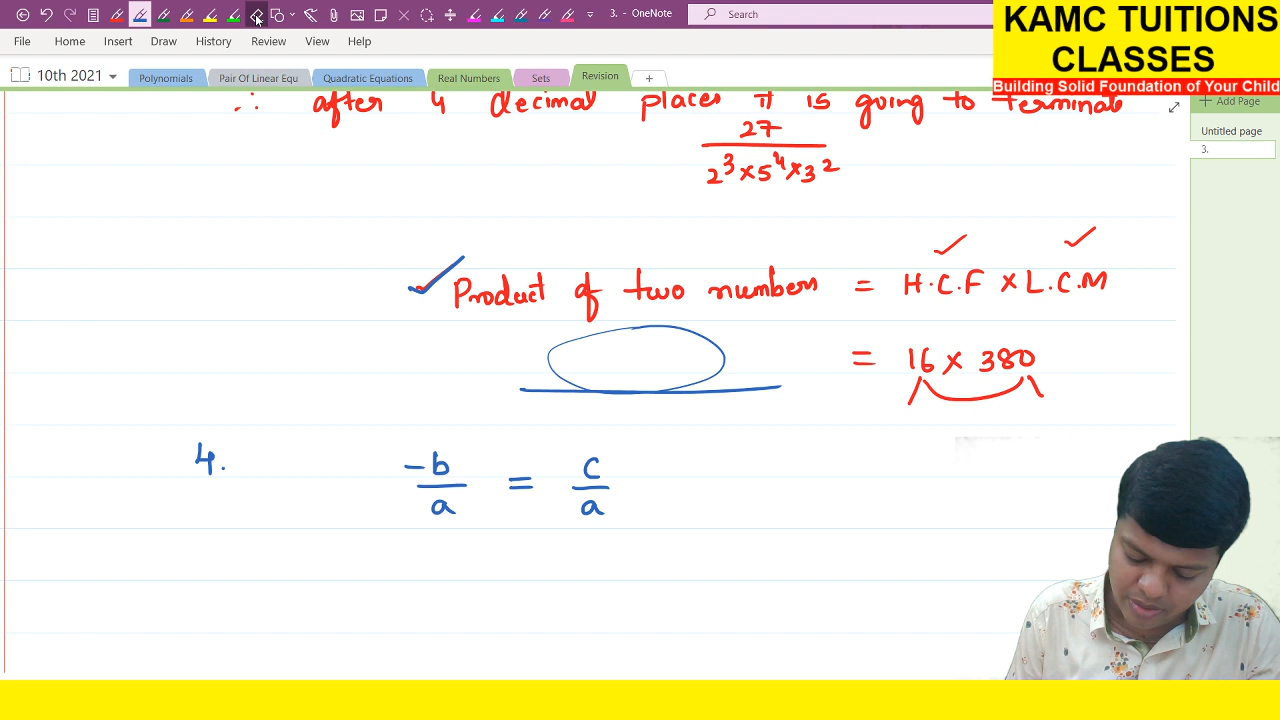 3. - OneNote
Search
KAMC TUITIONS
CLASSES
Building Solid Foundation of Your Child
File Home Insert Draw History Research Review View Help
10th 2021
Polynomials
Pair Of Linear Equ
Quadratic Equations
Real Numbers
Sets
Revision
Add Page
Untitled page
3.
∴ after 4 decimal places it is going to terminate
27
2³×5⁴×3²
Product of two numbers = H.C.F × L.C.M
= 16 × 380
4. -b/a = c/a